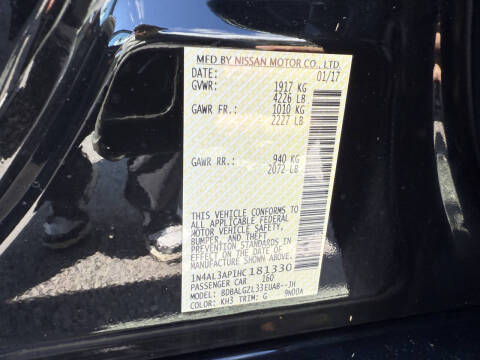 MFD BY NISSAN MOTOR CO., LTD.
DATE: 01/17
GVWR: 1917 KG
4226 LB
GAWR FR.: 1010 KG
2227 LB
GAWR RR.: 940 KG
2072 LB
THIS VEHICLE CONFORMS TO
ALL APPLICABLE FEDERAL
MOTOR VEHICLE SAFETY,
BUMPER, AND THEFT
PREVENTION STANDARDS IN
EFFECT ON THE DATE OF
MANUFACTURE SHOWN ABOVE.
1N4AL3AP1HC181330
PASSENGER CAR 160
MODEL: BDBALGZL33EUA8--JH
COLOR: KH3 TRIM: G 9N00A